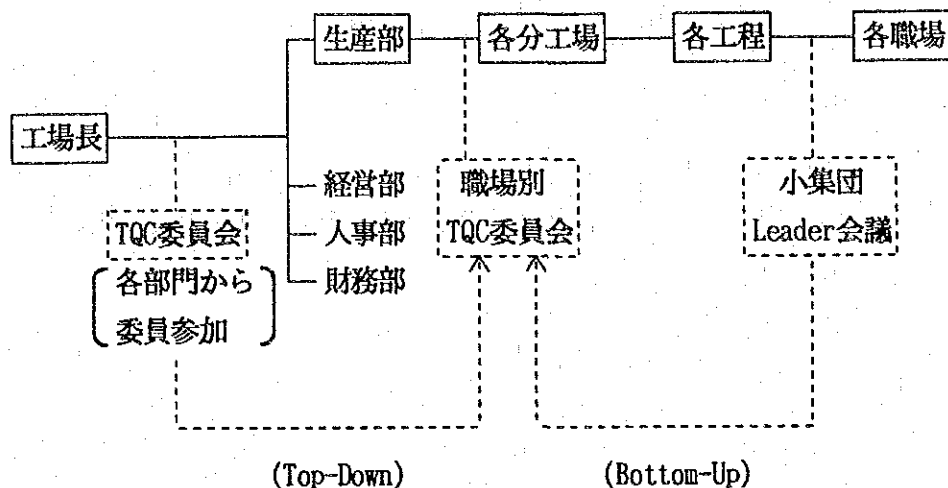 生産部 各分工場 各工程 各職場
工場長
経営部 職場別 小集団
TQC委員会 人事部 TQC委員会 Leader会議
各部門から 財務部
委員参加
(Top-Down) (Bottom-Up)